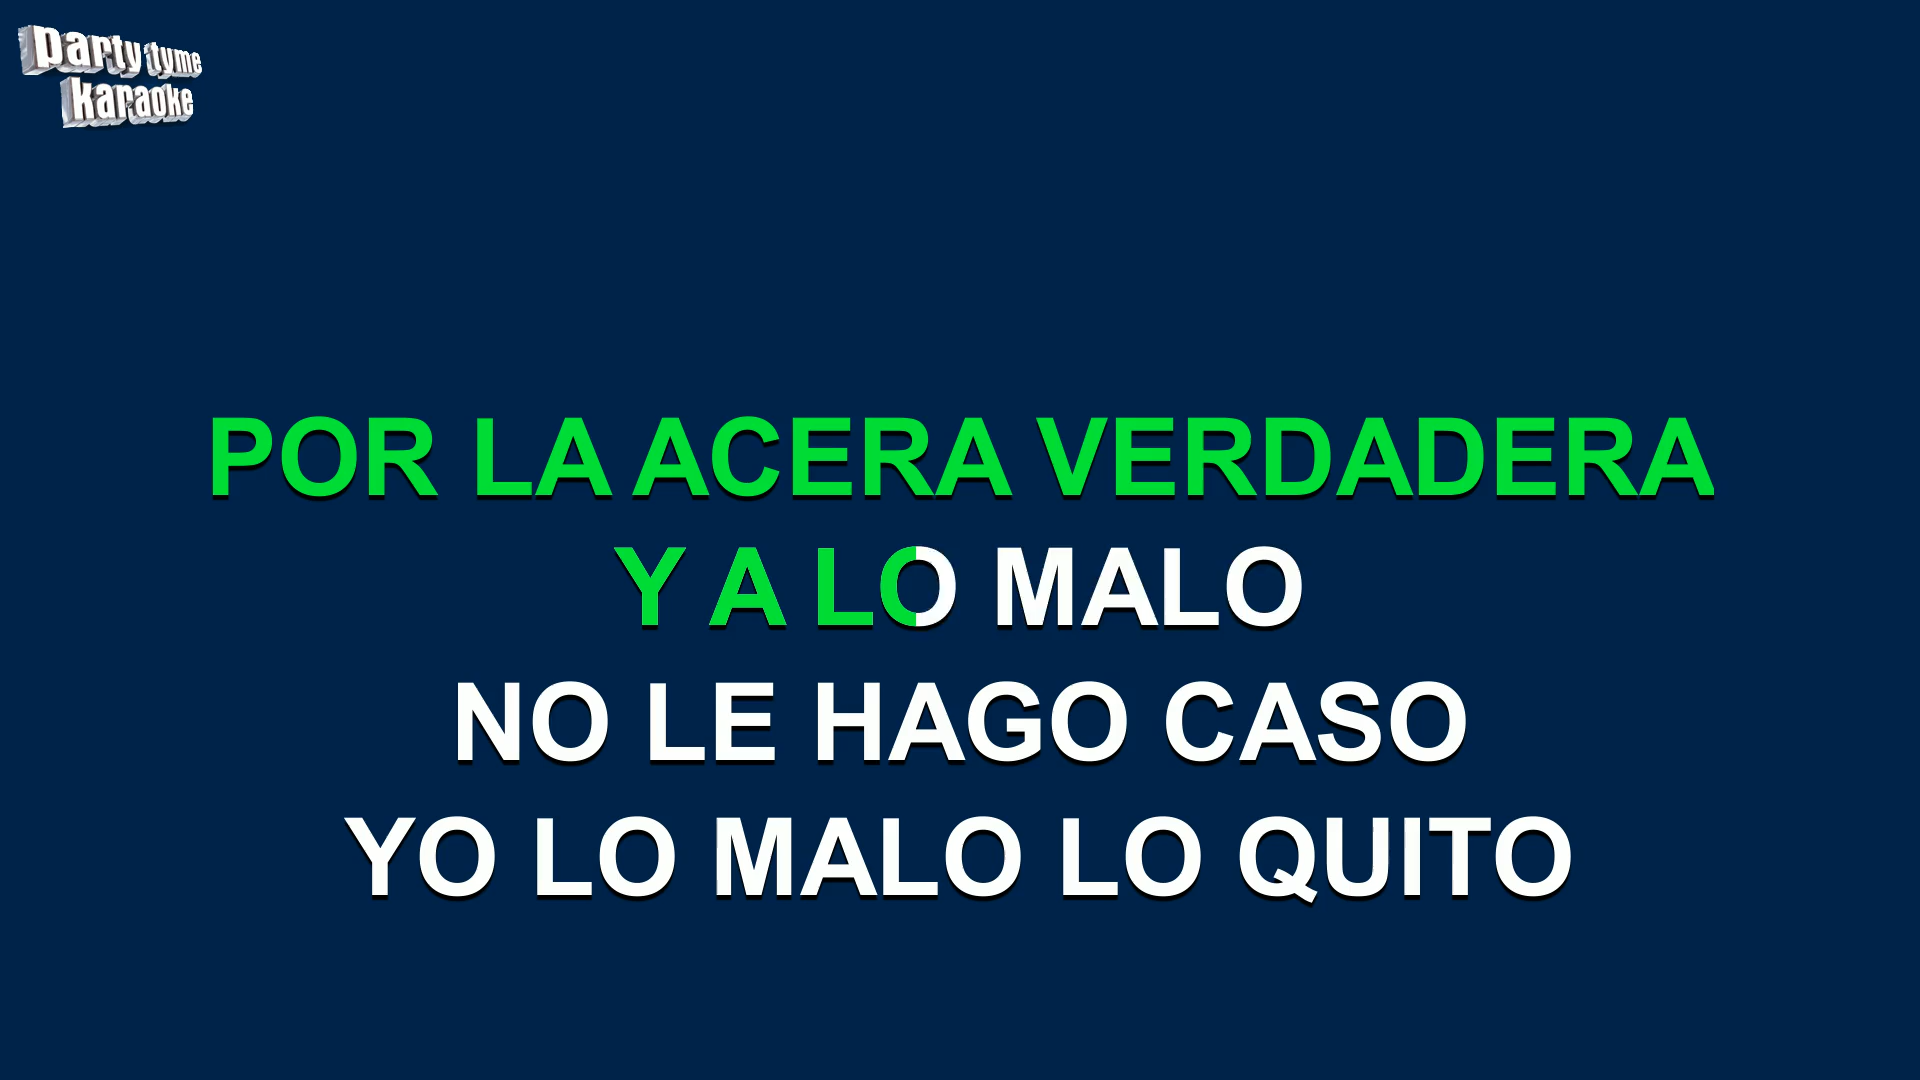 party tyme
karaoke
POR LA ACERA VERDADERA
Y A LO MALO
NO LE HAGO CASO
YO LO MALO LO QUITO